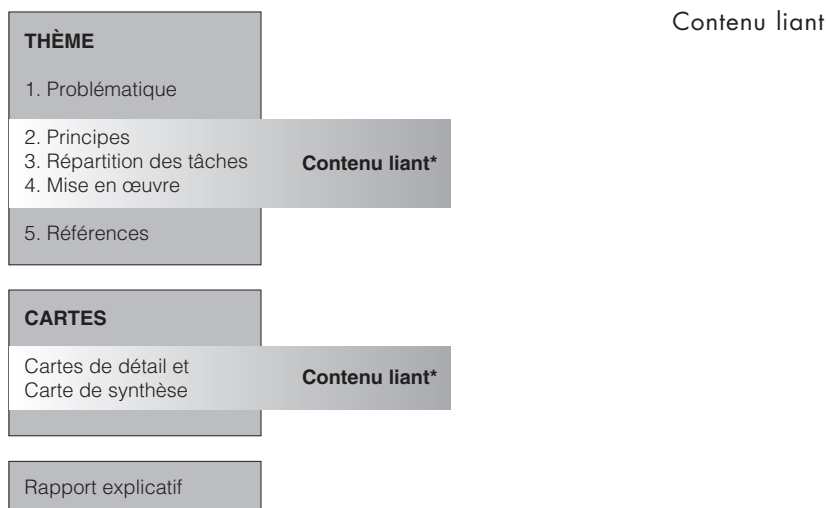 Contenu liant
THÈME
1. Problématique
2. Principes
3. Répartition des tâches
4. Mise en œuvre
Contenu liant*
5. Références
CARTES
Cartes de détail et
Carte de synthèse
Contenu liant*
Rapport explicatif